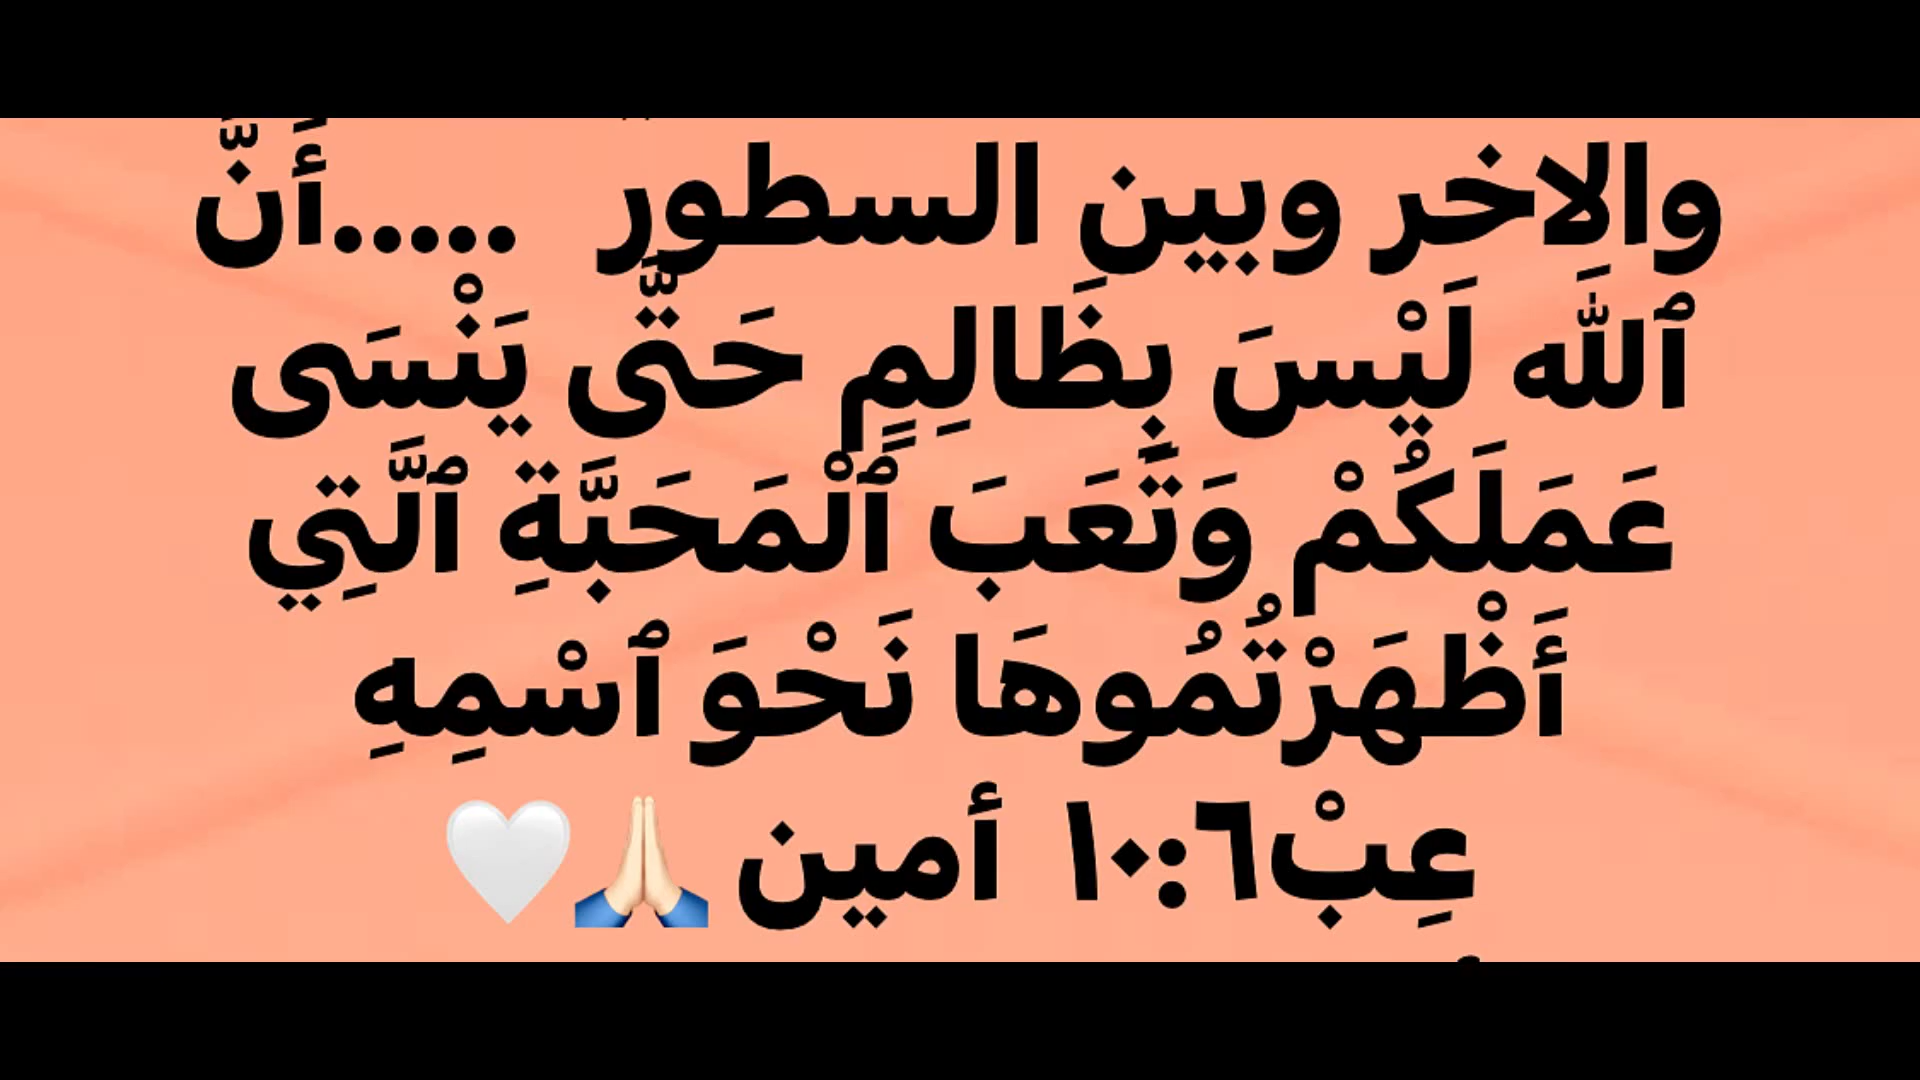 والاخر وبين السطور .....أَنَّ
ٱللهَ لَيْسَ بِظَالِمٍ حَتَّى يَنْسَى
عَمَلَكُمْ وَتَعَبَ ٱلْمَحَبَّةِ ٱلَّتِي
أَظْهَرْتُمُوهَا نَحْوَ ٱسْمِهِ
عِبْ٦:١٠ أمين 🙏🏻🤍